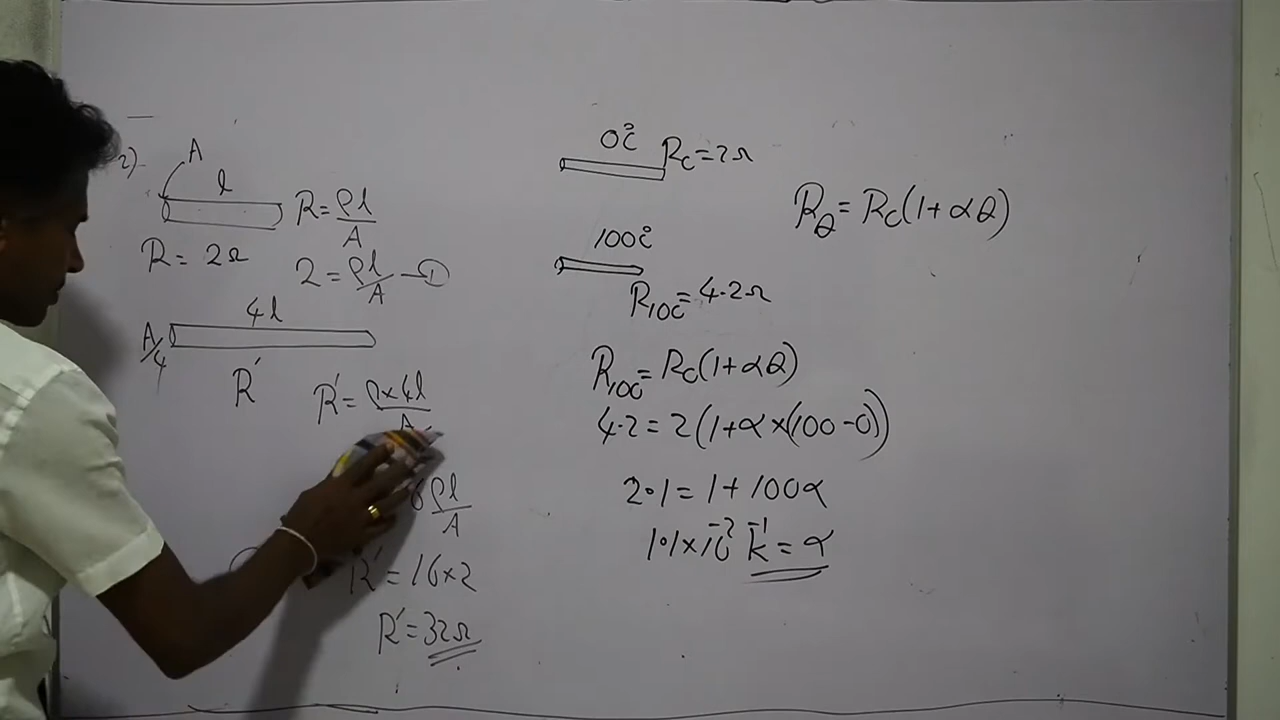 2)
A
l
R = ρl/A
R = 2Ω
2 = ρl/A —①
4l
A/4
R′
R′ = ρ×4l/A
ρl/A
R′ = 16×2
R′ = 32Ω
0°C
R₀ = 2Ω
100°C
R₁₀₀ = 4.2Ω
R₁₀₀ = R₀(1+αθ)
4.2 = 2(1+α×(100-0))
2.1 = 1+100α
1.1×10⁻² k⁻¹ = α
R_θ = R₀(1+αθ)